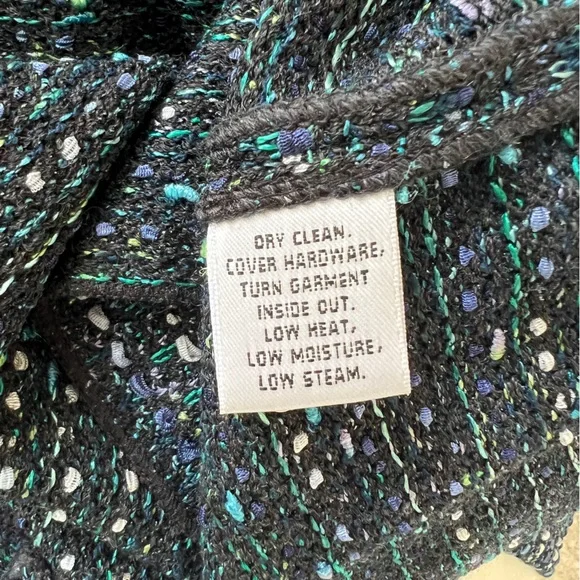 DRY CLEAN.
COVER HARDWARE,
TURN GARMENT
INSIDE OUT.
LOW HEAT,
LOW MOISTURE,
LOW STEAM.